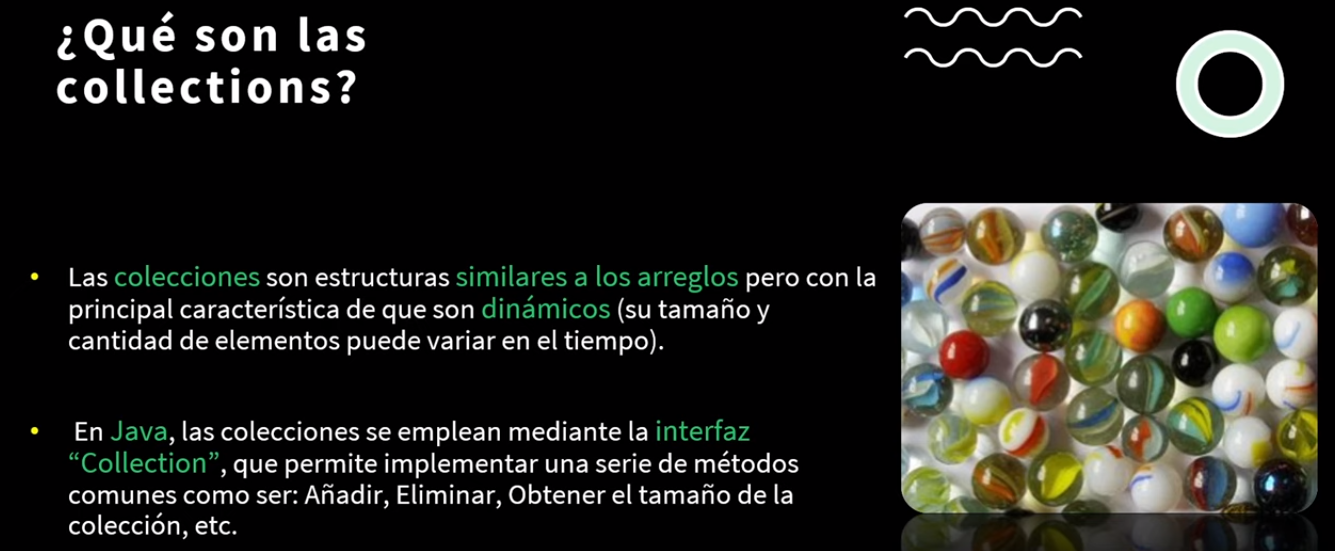 ¿Qué son las
collections?
• Las colecciones son estructuras similares a los arreglos pero con la
principal característica de que son dinámicos (su tamaño y
cantidad de elementos puede variar en el tiempo).
• En Java, las colecciones se emplean mediante la interfaz
“Collection”, que permite implementar una serie de métodos
comunes como ser: Añadir, Eliminar, Obtener el tamaño de la
colección, etc.